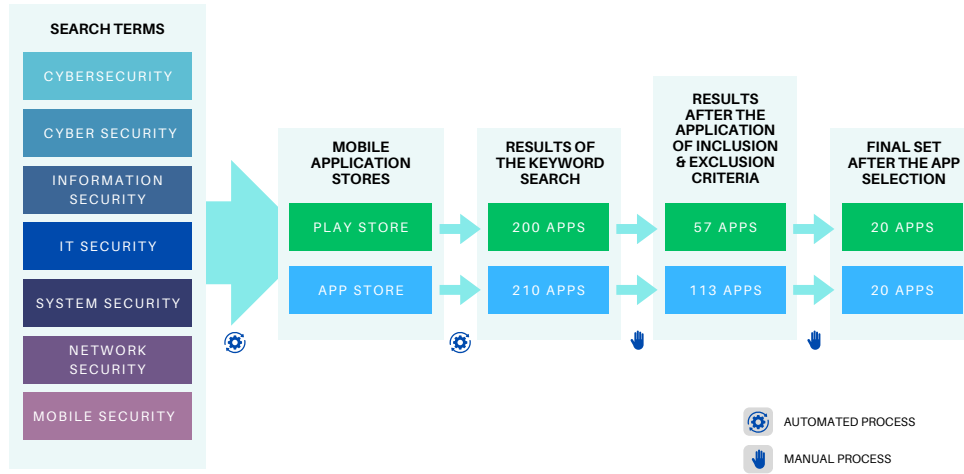 SEARCH TERMS
CYBERSECURITY
CYBER SECURITY
INFORMATION
SECURITY
IT SECURITY
SYSTEM SECURITY
NETWORK
SECURITY
MOBILE SECURITY
MOBILE
APPLICATION
STORES
PLAY STORE
APP STORE
RESULTS OF
THE KEYWORD
SEARCH
200 APPS
210 APPS
RESULTS
AFTER THE
APPLICATION
OF INCLUSION
& EXCLUSION
CRITERIA
57 APPS
113 APPS
FINAL SET
AFTER THE APP
SELECTION
20 APPS
20 APPS
AUTOMATED PROCESS
MANUAL PROCESS